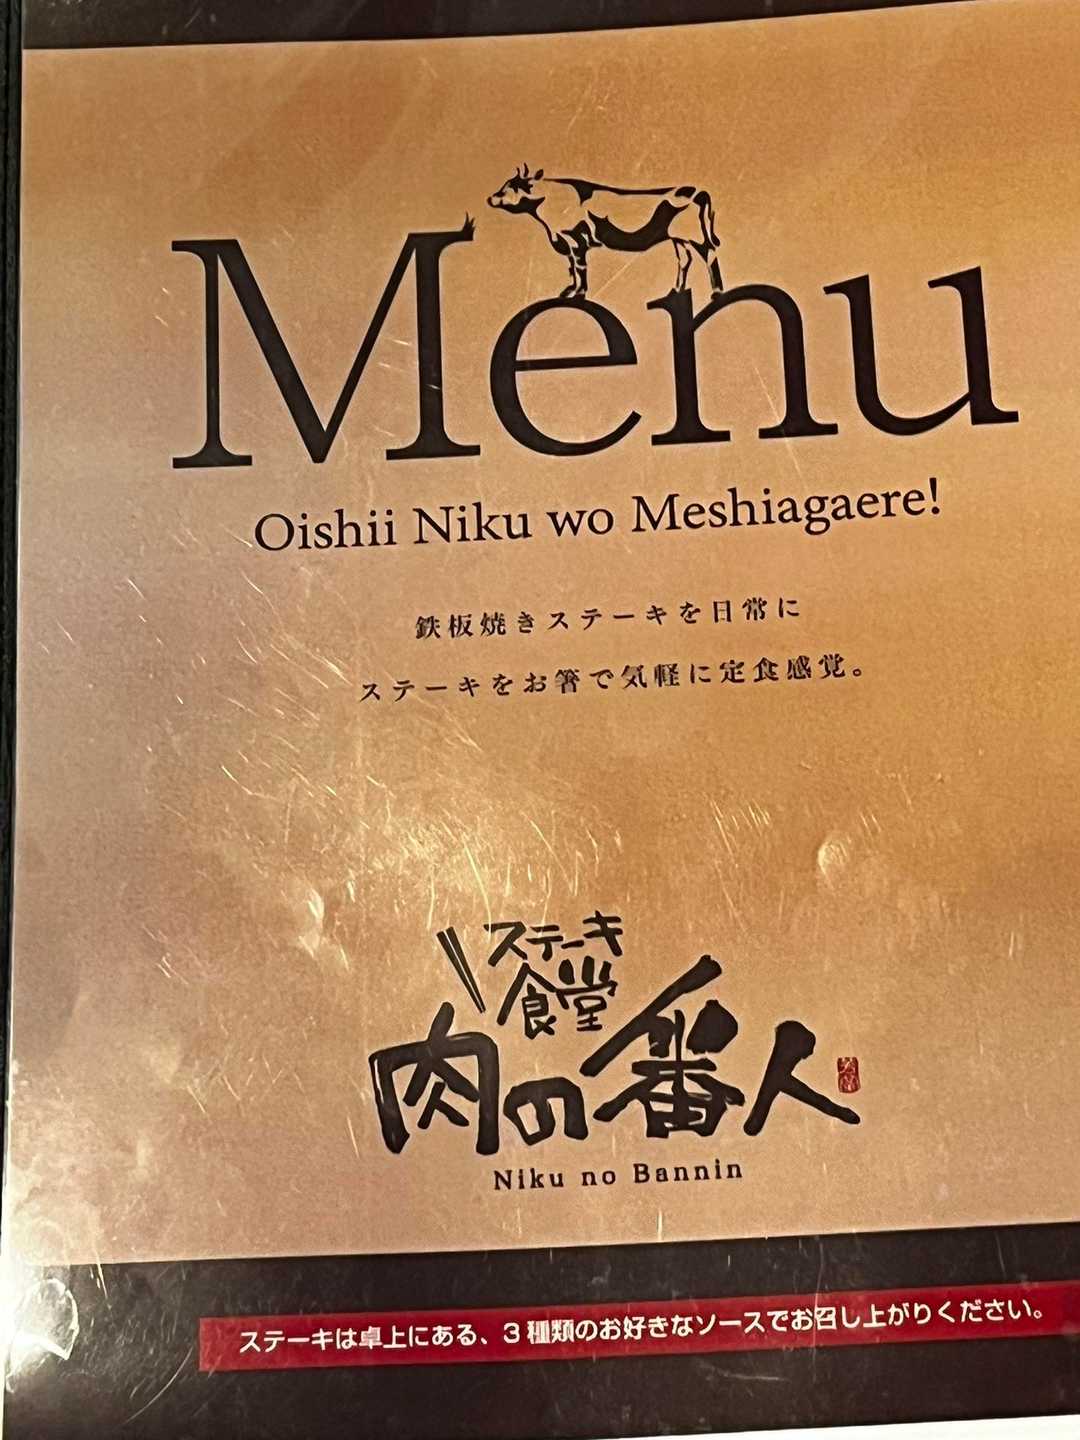 Menu
Oishii Niku wo Meshiagaere!
鉄板焼きステーキを日常に
ステーキをお箸で気軽に定食感覚。
ステーキ
食堂
肉の番人
Niku no Bannin
ステーキは卓上にある、3種類のお好きなソースでお召し上がりください。